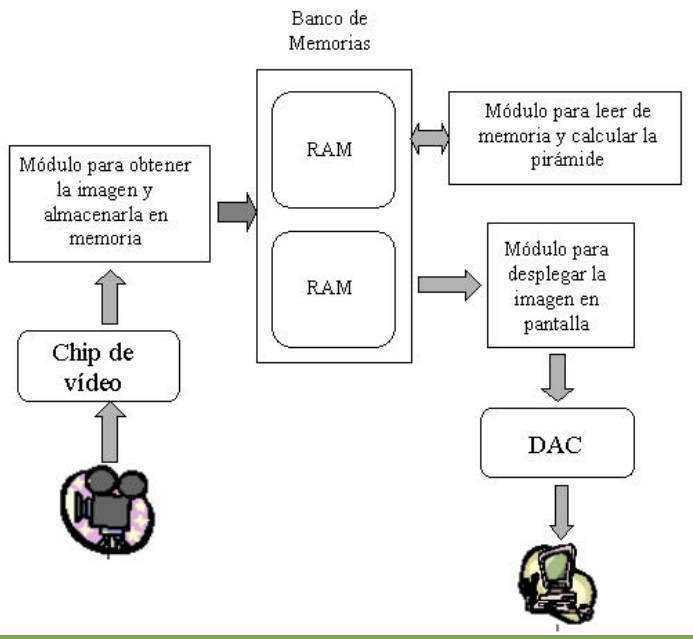 Banco de
Memorias
RAM
RAM
Módulo para leer de
memoria y calcular la
pirámide
Módulo para obtener
la imagen y
almacenarla en
memoria
Módulo para
desplegar la
imagen en
pantalla
Chip de
vídeo
DAC